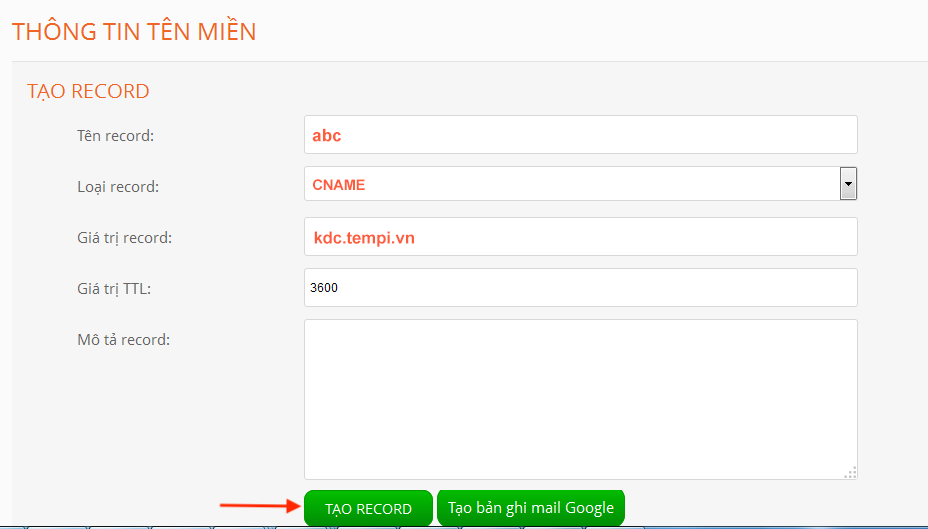 THÔNG TIN TÊN MIỀN
TẠO RECORD
Tên record: abc
Loại record: CNAME
Giá trị record: kdc.tempi.vn
Giá trị TTL: 3600
Mô tả record:
TẠO RECORD Tạo bản ghi mail Google